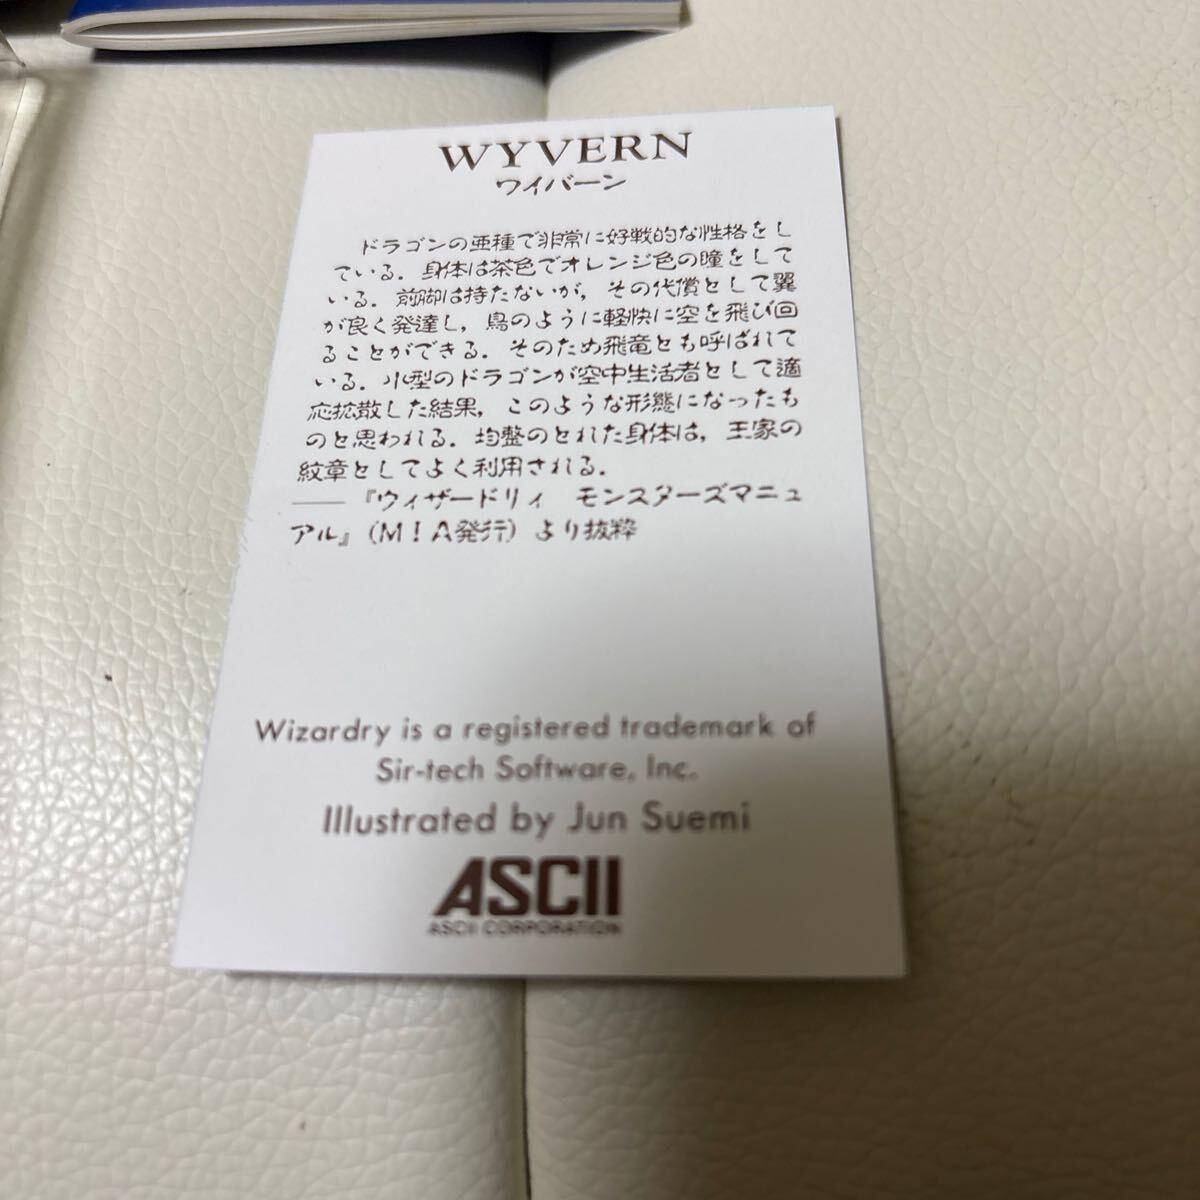 WYVERN
ワイバーン
ドラゴンの亜種で非常に好戦的な性格をし
ている．身体は茶色でオレンジ色の瞳をして
いる．前脚は持たないが，その代償として翼
が良く発達し，鳥のように軽快に空を飛び回
ることができる．そのため飛竜とも呼ばれて
いる．小型のドラゴンが空中生活者として適
応拡散した結果，このような形態になったも
のと思われる．均整のとれた身体は，王家の
紋章としてよく利用される．
——『ウィザードリィ　モンスターズマニュ
アル』（M！A発行）より抜粋
Wizardry is a registered trademark of
Sir-tech Software, Inc.
Illustrated by Jun Suemi
ASCII
ASCII CORPORATION